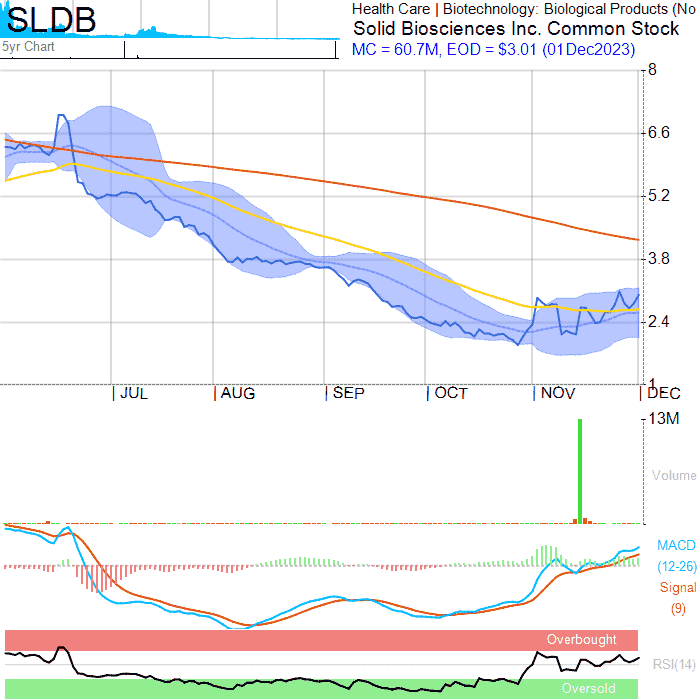 SLDB
5yr Chart
Health Care | Biotechnology: Biological Products (No
Solid Biosciences Inc. Common Stock
MC = 60.7M, EOD = $3.01 (01Dec2023)
8
6.6
5.2
3.8
2.4
1
JUL
AUG
SEP
OCT
NOV
DEC
13M
Volume
MACD
(12-26)
Signal
(9)
Overbought
RSI(14)
Oversold